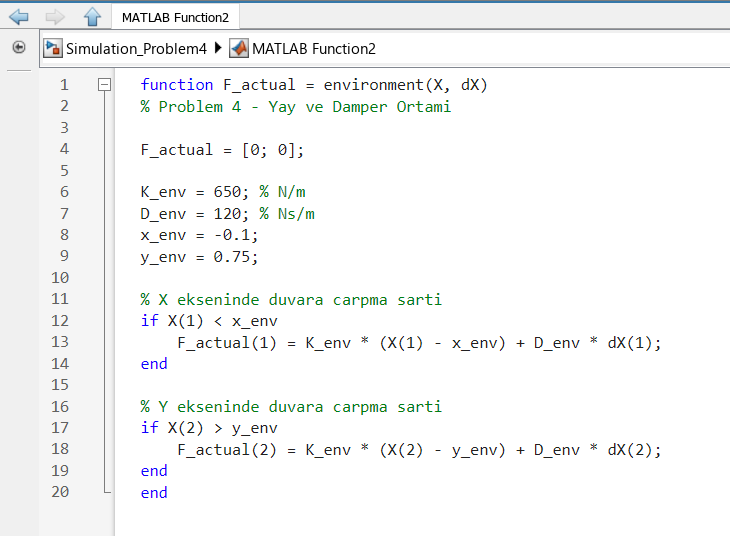 MATLAB Function2
Simulation_Problem4 MATLAB Function2
1 function F_actual = environment(X, dX)
2 % Problem 4 - Yay ve Damper Ortami
3
4 F_actual = [0; 0];
5
6 K_env = 650; % N/m
7 D_env = 120; % Ns/m
8 x_env = -0.1;
9 y_env = 0.75;
10
11 % X ekseninde duvara carpma sarti
12 if X(1) < x_env
13 F_actual(1) = K_env * (X(1) - x_env) + D_env * dX(1);
14 end
15
16 % Y ekseninde duvara carpma sarti
17 if X(2) > y_env
18 F_actual(2) = K_env * (X(2) - y_env) + D_env * dX(2);
19 end
20 end